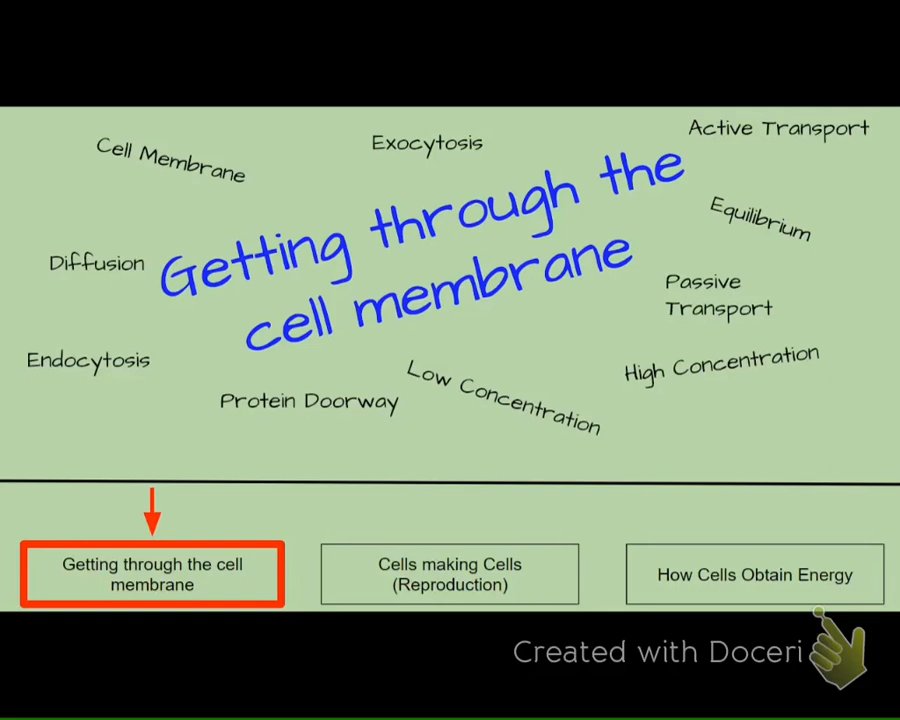 Cell Membrane
Exocytosis
Active Transport
Getting through the
cell membrane
Equilibrium
Diffusion
Passive
Transport
Endocytosis
Protein Doorway
Low Concentration
High Concentration
Getting through the cell
membrane
Cells making Cells
(Reproduction)
How Cells Obtain Energy
Created with Doceri